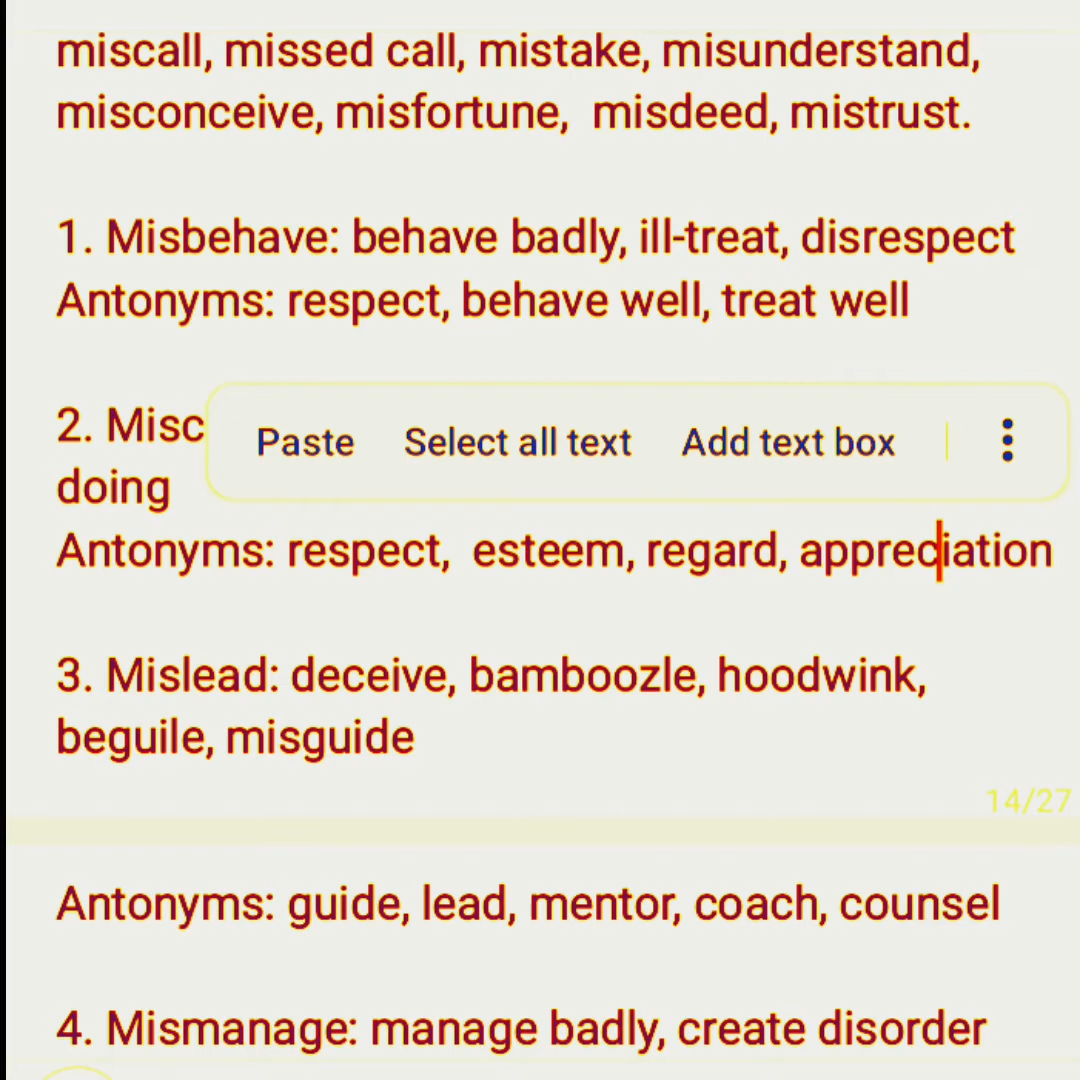 miscall, missed call, mistake, misunderstand,
misconceive, misfortune, misdeed, mistrust.
1. Misbehave: behave badly, ill-treat, disrespect
Antonyms: respect, behave well, treat well
2. Misc
Paste Select all text Add text box
doing
Antonyms: respect, esteem, regard, appreciation
3. Mislead: deceive, bamboozle, hoodwink,
beguile, misguide
14/27
Antonyms: guide, lead, mentor, coach, counsel
4. Mismanage: manage badly, create disorder